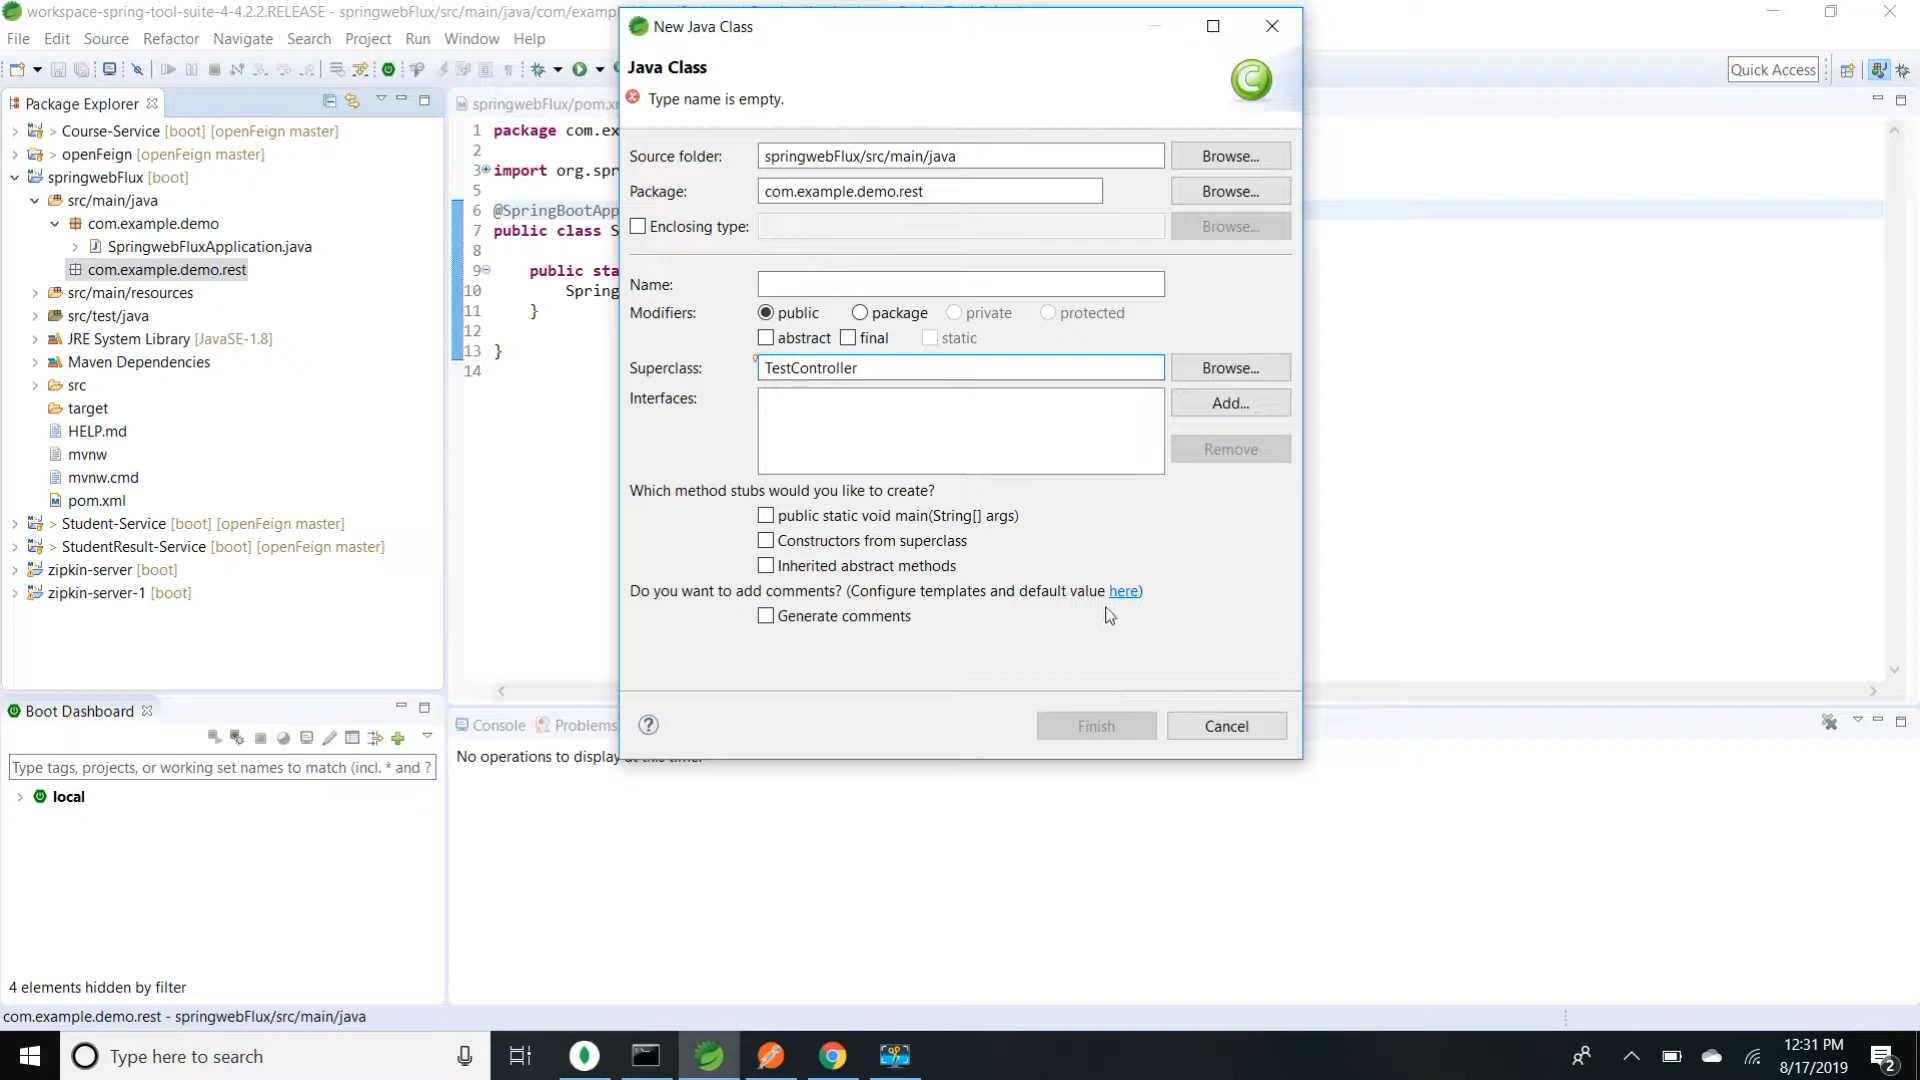 workspace-spring-tool-suite-4-4.2.2.RELEASE - springwebFlux/src/main/java/com/examp
File Edit Source Refactor Navigate Search Project Run Window Help
Quick Access
Package Explorer
> Course-Service [boot] [openFeign master]
> openFeign [openFeign master]
springwebFlux [boot]
src/main/java
com.example.demo
SpringwebFluxApplication.java
com.example.demo.rest
src/main/resources
src/test/java
JRE System Library [JavaSE-1.8]
Maven Dependencies
src
target
HELP.md
mvnw
mvnw.cmd
pom.xml
> Student-Service [boot] [openFeign master]
> StudentResult-Service [boot] [openFeign master]
zipkin-server [boot]
zipkin-server-1 [boot]
springwebFlux/pom.x
1 package com.ex
2
3 import org.spr
5
6 @SpringBootApp
7 public class S
8
9 public sta
10 Spring
11 }
12
13 }
14
New Java Class
Java Class
Type name is empty.
Source folder: springwebFlux/src/main/java Browse...
Package: com.example.demo.rest Browse...
Enclosing type: Browse...
Name:
Modifiers: public package private protected
abstract final static
Superclass: TestController Browse...
Interfaces: Add...
Remove
Which method stubs would you like to create?
public static void main(String[] args)
Constructors from superclass
Inherited abstract methods
Do you want to add comments? (Configure templates and default value here)
Generate comments
Finish Cancel
Boot Dashboard
Type tags, projects, or working set names to match (incl. * and ?
local
4 elements hidden by filter
Console Problems
No operations to display at this time.
com.example.demo.rest - springwebFlux/src/main/java
Type here to search
12:31 PM
8/17/2019
2